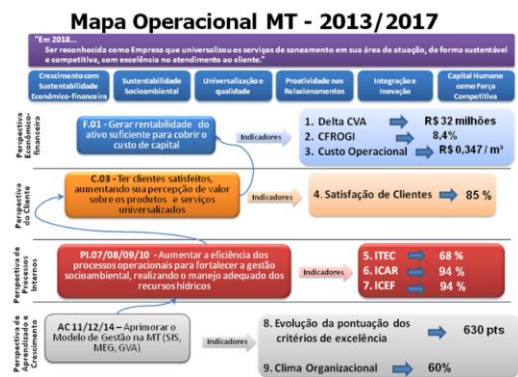 Mapa Operacional MT - 2013/2017
"Em 2018...
Ser reconhecida como Empresa que universalizou os serviços de saneamento em sua área de atuação, de forma sustentável
e competitiva, com excelência no atendimento ao cliente."
Crescimento com
Sustentabilidade
Econômico-financeira
Sustentabilidade
Socioambiental
Universalização e
qualidade
Proatividade nos
Relacionamentos
Integração e
Inovação
Capital Humano
como Força
Competitiva
Perspectiva
Econômico-
financeira
F.01 - Gerar rentabilidade do
ativo suficiente para cobrir o
custo de capital
Indicadores
1. Delta CVA R$ 32 milhões
2. CFROGI 8,4%
3. Custo Operacional R$ 0,347 / m³
Perspectiva
do Cliente
C.03 - Ter clientes satisfeitos,
aumentando sua percepção de valor
sobre os produtos e serviços
universalizados
Indicadores
4. Satisfação de Clientes 85 %
Perspectiva
de Processos
Internos
PI.07/08/09/10 - Aumentar a eficiência dos
processos operacionais para fortalecer a gestão
socioambiental, realizando o manejo adequado dos
recursos hídricos
Indicadores
5. ITEC 68 %
6. ICAR 94 %
7. ICEF 94 %
Perspectiva de
Aprendizado e
Crescimento
AC 11/12/14 – Aprimorar o
Modelo de Gestão na MT (SIS,
MEG, GVA)
Indicadores
8. Evolução da pontuação dos
critérios de excelência 630 pts
9. Clima Organizacional 60%